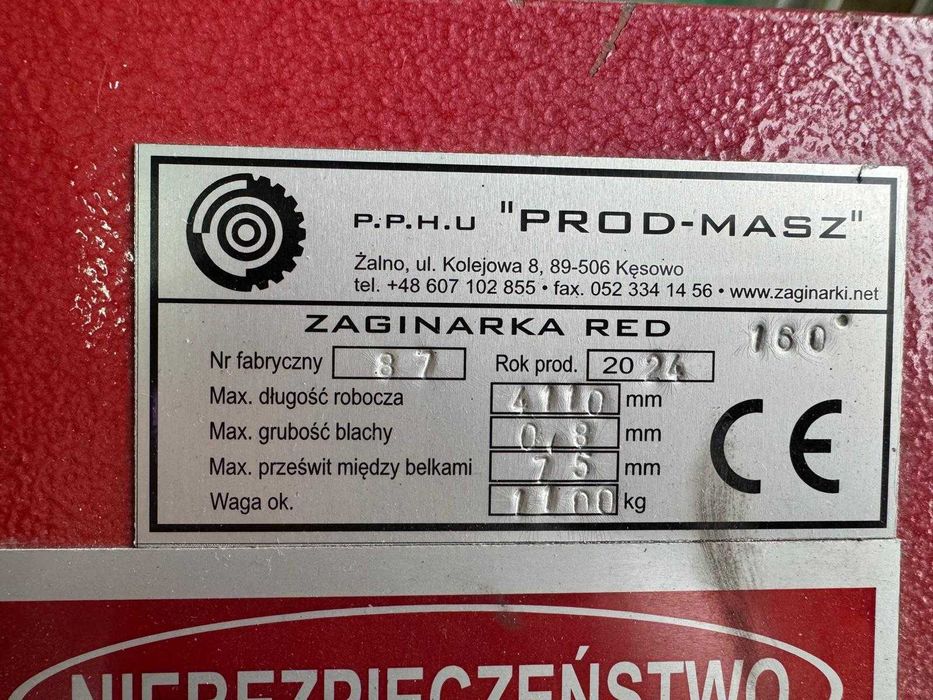 P.P.H.U "PROD-MASZ"
Żalno, ul. Kolejowa 8, 89-506 Kęsowo
tel. +48 607 102 855 • fax. 052 334 14 56 • www.zaginarki.net
ZAGINARKA RED 160°
Nr fabryczny 87 Rok prod. 2024
Max. długość robocza 4110 mm
Max. grubość blachy 0,8 mm
Max. prześwit między belkami 75 mm
Waga ok. 1100 kg
CE
NIEBEZPIECZEŃSTWO